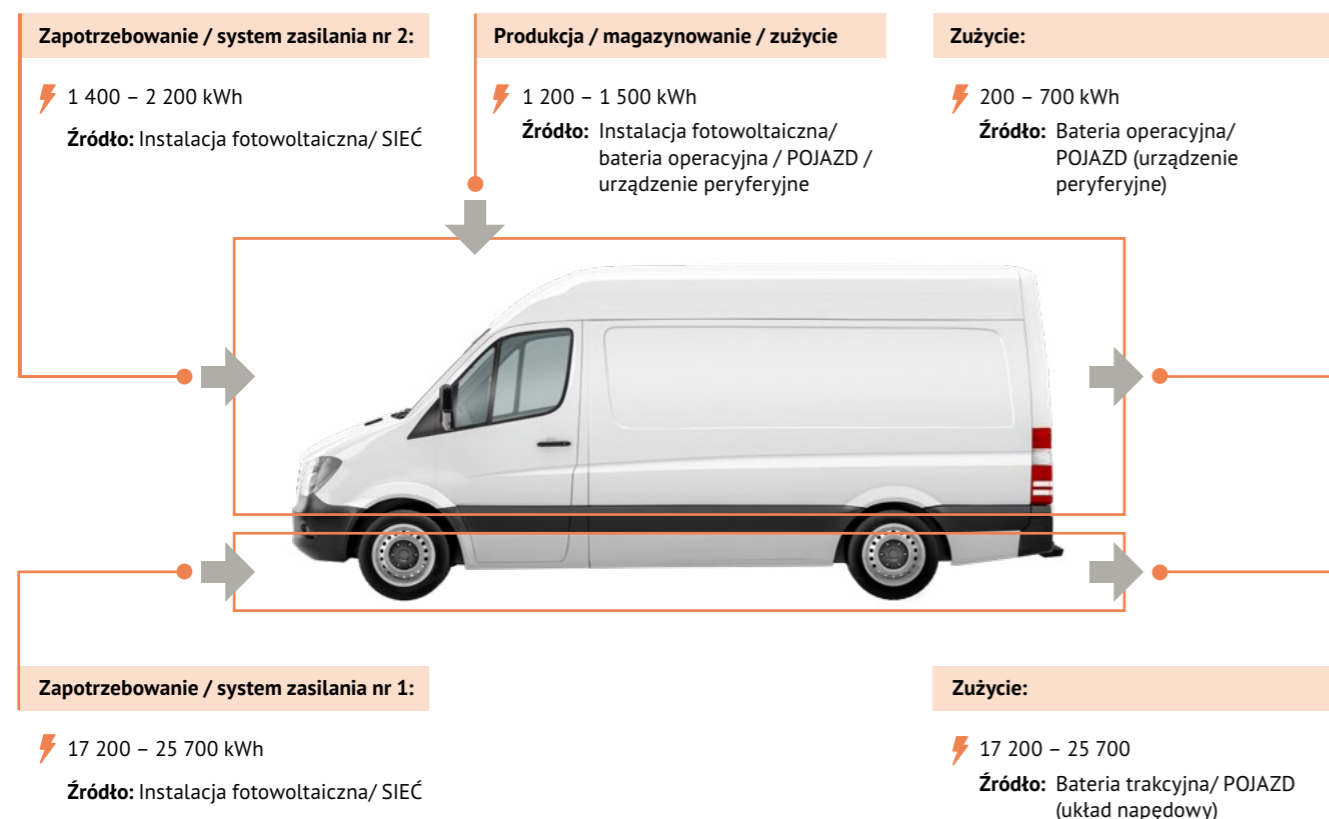 Zapotrzebowanie / system zasilania nr 2:
1 400 – 2 200 kWh
Źródło: Instalacja fotowoltaiczna/ SIEĆ
Produkcja / magazynowanie / zużycie
1 200 – 1 500 kWh
Źródło: Instalacja fotowoltaiczna/
bateria operacyjna / POJAZD /
urządzenie peryferyjne
Zużycie:
200 – 700 kWh
Źródło: Bateria operacyjna/
POJAZD (urządzenie
peryferyjne)
Zapotrzebowanie / system zasilania nr 1:
17 200 – 25 700 kWh
Źródło: Instalacja fotowoltaiczna/ SIEĆ
Zużycie:
17 200 – 25 700
Źródło: Bateria trakcyjna/ POJAZD
(układ napędowy)